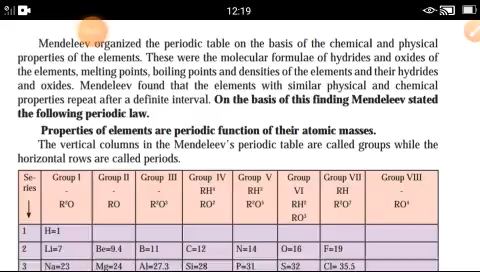 12:19
Mendeleev organized the periodic table on the basis of the chemical and physical
properties of the elements. These were the molecular formulae of hydrides and oxides of
the elements, melting points, boiling points and densities of the elements and their hydrides
and oxides. Mendeleev found that the elements with similar physical and chemical
properties repeat after a definite interval. On the basis of this finding Mendeleev stated
the following periodic law.
Properties of elements are periodic function of their atomic masses.
The vertical columns in the Mendeleev's periodic table are called groups while the
horizontal rows are called periods.
Se-ries ↓ Group I - R²O Group II - RO Group III - R²O³ Group IV RH⁴ RO² Group V RH³ R²O⁵ Group VI RH² RO³ Group VII RH R²O⁷ Group VIII - RO⁴
1 H=1
2 Li=7 Be=9.4 B=11 C=12 N=14 O=16 F=19
3 Na=23 Mg=24 Al=27.3 Si=28 P=31 S=32 Cl= 35.5